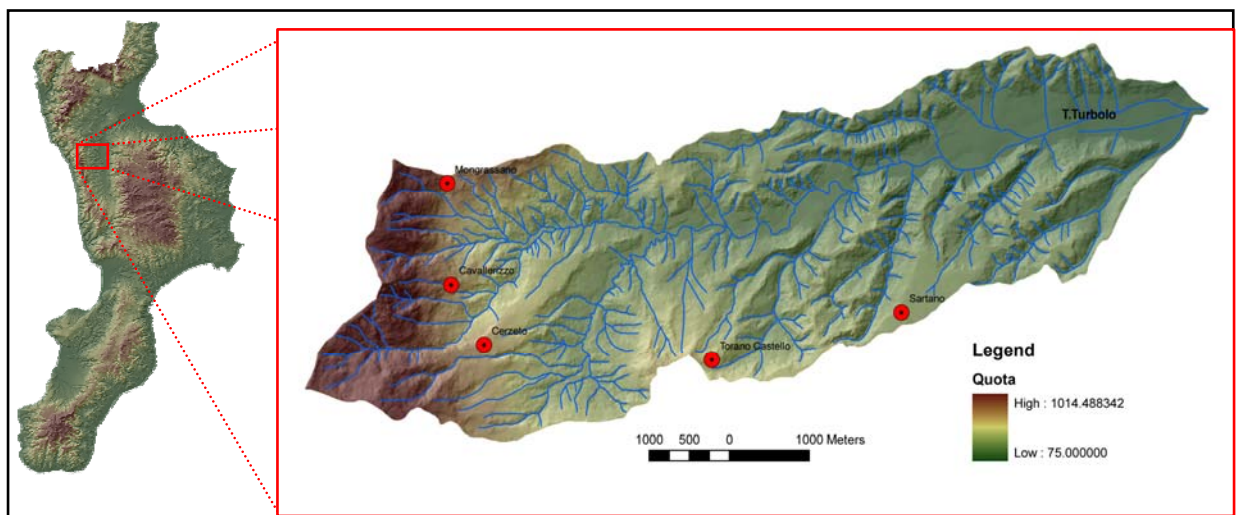 T.Turbolo
Mongrassano
Cavallerizzo
Sartano
Cerzeto
Torano Castello
Legend
Quota
High : 1014.488342
Low : 75.000000
1000 500 0 1000 Meters